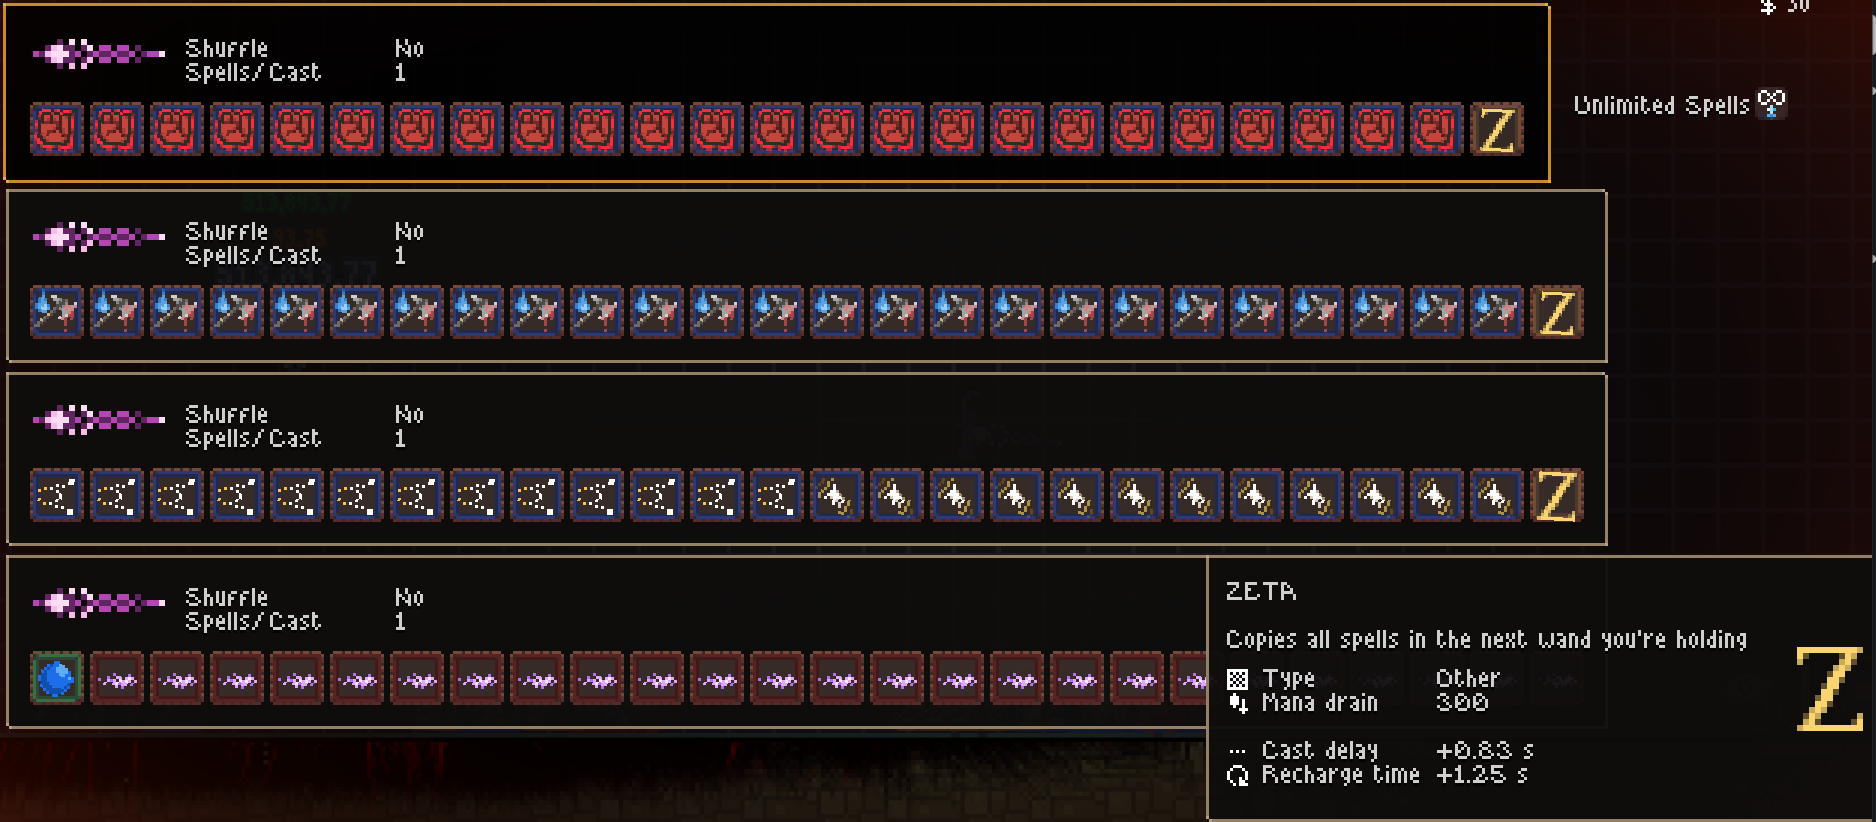 $ 30
Shuffle No
Spells/Cast 1
Unlimited Spells
Z
Shuffle No
Spells/Cast 1
Z
Shuffle No
Spells/Cast 1
Z
Shuffle No
Spells/Cast 1
ZETA
Copies all spells in the next wand you're holding
Type Other
Mana drain 300
Z
Cast delay +0.83 s
Recharge time +1.25 s